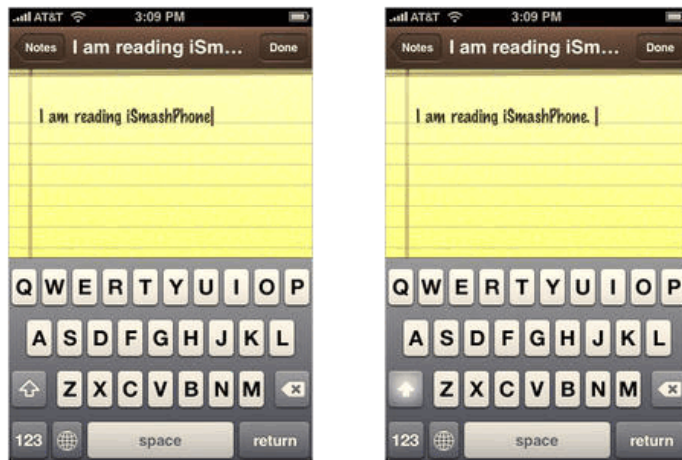 AT&T 3:09 PM
Notes I am reading iSm... Done
I am reading iSmashPhone
Q W E R T Y U I O P
A S D F G H J K L
Z X C V B N M
123 space return
AT&T 3:09 PM
Notes I am reading iSm... Done
I am reading iSmashPhone.
Q W E R T Y U I O P
A S D F G H J K L
Z X C V B N M
123 space return